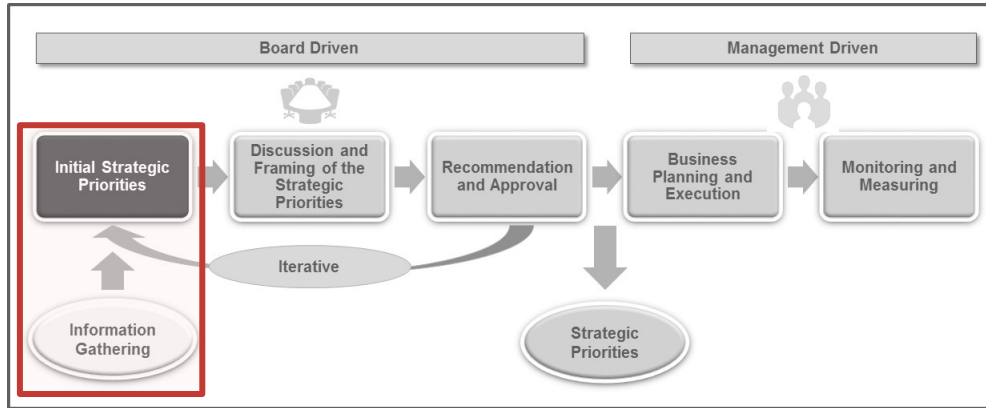 Board Driven
Management Driven
Initial Strategic
Priorities
Discussion and
Framing of the
Strategic
Priorities
Recommendation
and Approval
Business
Planning and
Execution
Monitoring and
Measuring
Iterative
Information
Gathering
Strategic
Priorities